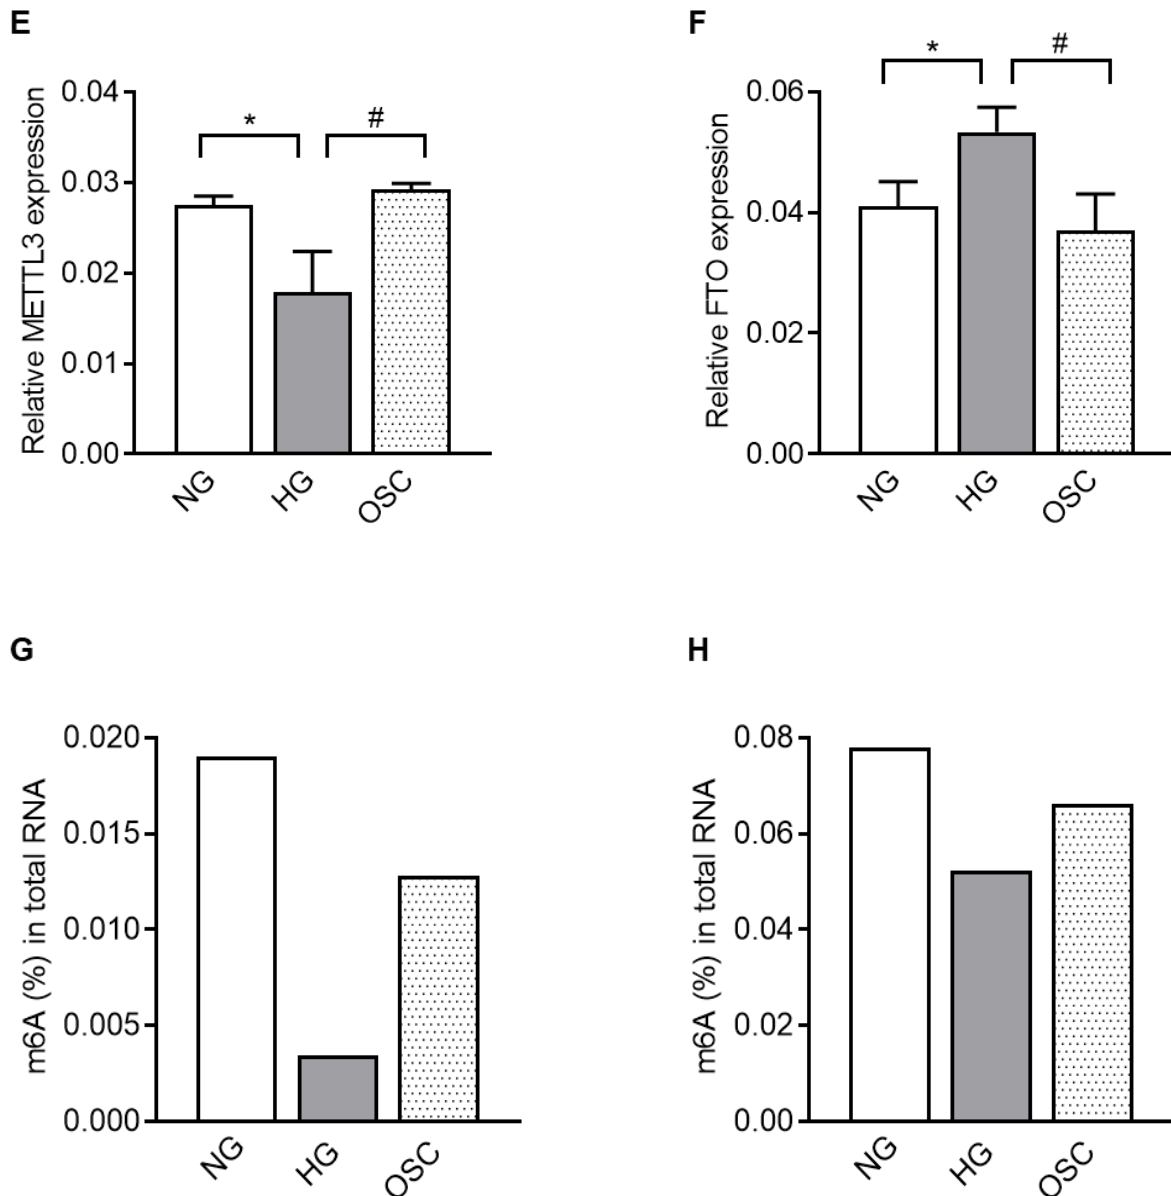 E
Relative METTL3 expression
0.04
0.03
0.02
0.01
0.00
*
#
NG
HG
OSC
F
Relative FTO expression
0.06
0.04
0.02
0.00
*
#
NG
HG
OSC
G
m6A (%) in total RNA
0.020
0.015
0.010
0.005
0.000
NG
HG
OSC
H
m6A (%) in total RNA
0.08
0.06
0.04
0.02
0.00
NG
HG
OSC